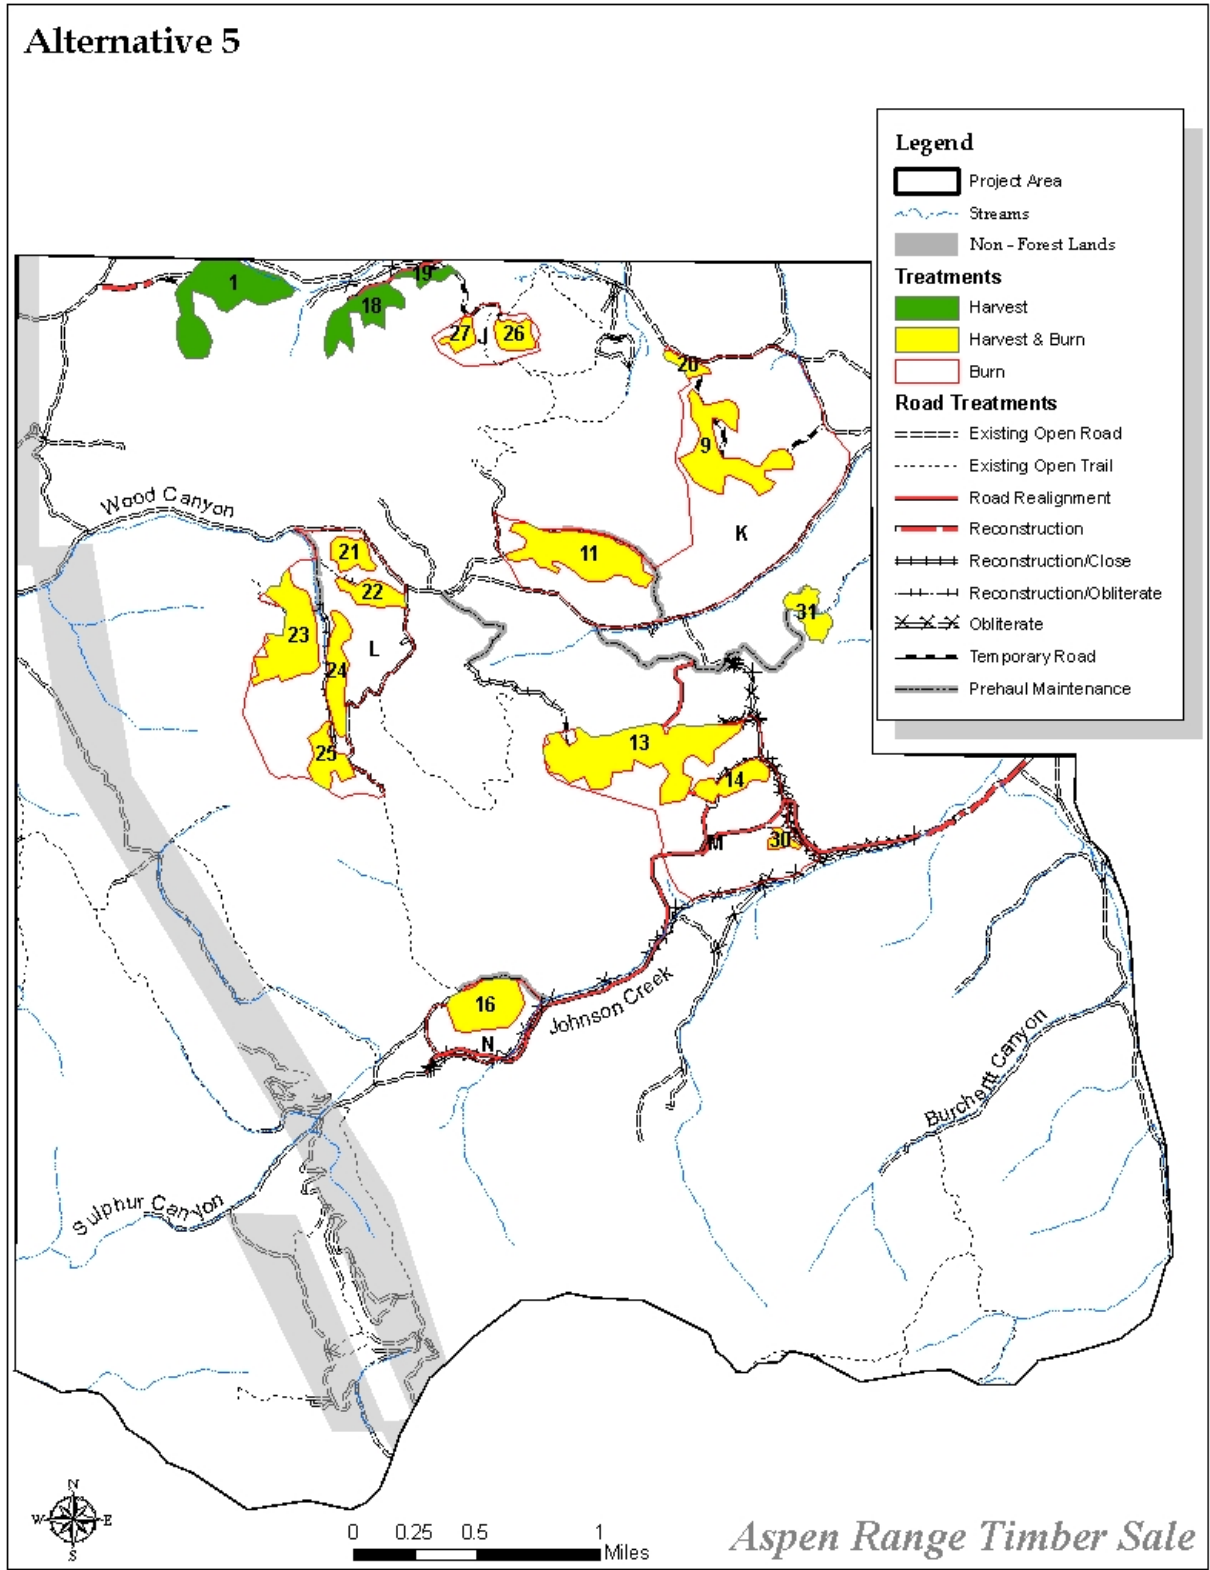 Alternative 5
Legend
Project Area
Streams
Non - Forest Lands
Treatments
Harvest
Harvest & Burn
Burn
Road Treatments
Existing Open Road
Existing Open Trail
Road Realignment
Reconstruction
Reconstruction/Close
Reconstruction/Obliterate
Obliterate
Temporary Road
Prehaul Maintenance
1
19
18
27
J
26
20
9
K
Wood Canyon
21
11
22
31
23
L
24
13
25
14
M
30
16
N
Johnson Creek
Burchertt Canyon
Sulphur Canyon
N
W
E
S
0
0.25
0.5
1
Miles
Aspen Range Timber Sale